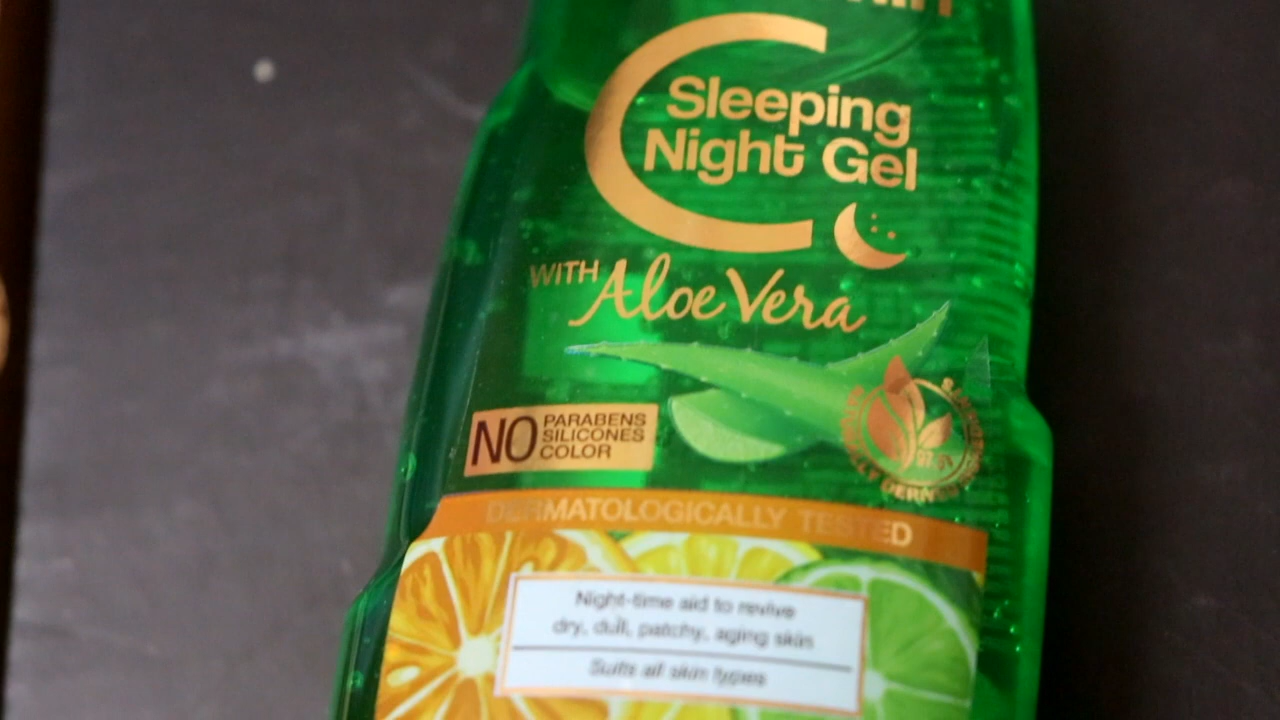 C
Sleeping
Night Gel
WITH Aloe Vera
NO PARABENS
SILICONES
COLOR
DERMATOLOGICALLY TESTED
Night-time aid to revive
dry, dull, patchy, aging skin
Suits all skin types